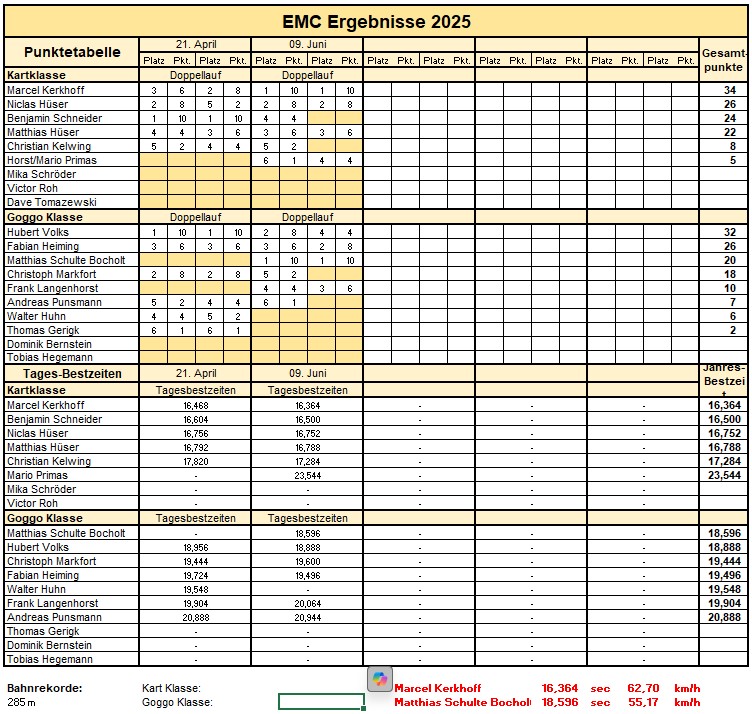 EMC Ergebnisse 2025
Punktetabelle 21. April 09. Juni Gesamt-
Platz Pkt. Platz Pkt. Platz Pkt. Platz Pkt. Platz Pkt. Platz Pkt. Platz Pkt. Platz Pkt. Platz Pkt. Platz Pkt. punkte
Kartklasse Doppellauf Doppellauf
Marcel Kerkhoff 3 6 2 8 1 10 1 10 34
Niclas Hüser 2 8 5 2 2 8 2 8 26
Benjamin Schneider 1 10 1 10 4 4 24
Matthias Hüser 4 4 3 6 3 6 3 6 22
Christian Kelwing 5 2 4 4 5 2 8
Horst/Mario Primas 6 1 4 4 5
Mika Schröder
Victor Roh
Dave Tomazewski
Goggo Klasse Doppellauf Doppellauf
Hubert Volks 1 10 1 10 2 8 4 4 32
Fabian Heiming 3 6 3 6 3 6 2 8 26
Matthias Schulte Bocholt 1 10 1 10 20
Christoph Markfort 2 8 2 8 5 2 18
Frank Langenhorst 4 4 3 6 10
Andreas Punsmann 5 2 4 4 6 1 7
Walter Huhn 4 4 5 2 6
Thomas Gerigk 6 1 6 1 2
Dominik Bernstein
Tobias Hegemann
Tages-Bestzeiten 21. April 09. Juni Jahres-
Bestzei
t
Kartklasse Tagesbestzeiten Tagesbestzeiten
Marcel Kerkhoff 16,468 16,364 - - - 16,364
Benjamin Schneider 16,604 16,500 - - - 16,500
Niclas Hüser 16,756 16,752 - - - 16,752
Matthias Hüser 16,792 16,788 - - - 16,788
Christian Kelwing 17,820 17,284 - - - 17,284
Mario Primas - 23,544 - - - 23,544
Mika Schröder - - - - -
Victor Roh - - - - -
Goggo Klasse Tagesbestzeiten Tagesbestzeiten
Matthias Schulte Bocholt - 18,596 - - - 18,596
Hubert Volks 18,956 18,888 - - - 18,888
Christoph Markfort 19,444 19,600 - - - 19,444
Fabian Heiming 19,724 19,496 - - - 19,496
Walter Huhn 19,548 - - - - 19,548
Frank Langenhorst 19,904 20,064 - - - 19,904
Andreas Punsmann 20,888 20,944 - - - 20,888
Thomas Gerigk - - - - -
Dominik Bernstein - - - - -
Tobias Hegemann - - - - -
Bahnrekorde: Kart Klasse: Marcel Kerkhoff 16,364 sec 62,70 km/h
285 m Goggo Klasse: Matthias Schulte Bocholt 18,596 sec 55,17 km/h